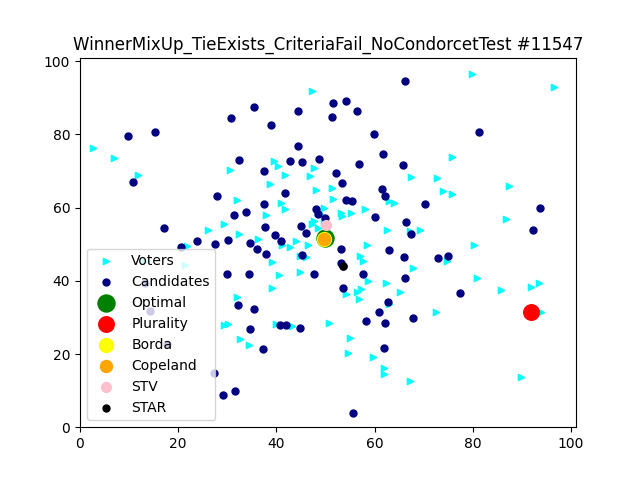 WinnerMixUp_TieExists_CriteriaFail_NoCondorcetTest #11547
100
80
60
40
20
0
Voters
Candidates
Optimal
Plurality
Borda
Copeland
STV
STAR
0 20 40 60 80 100